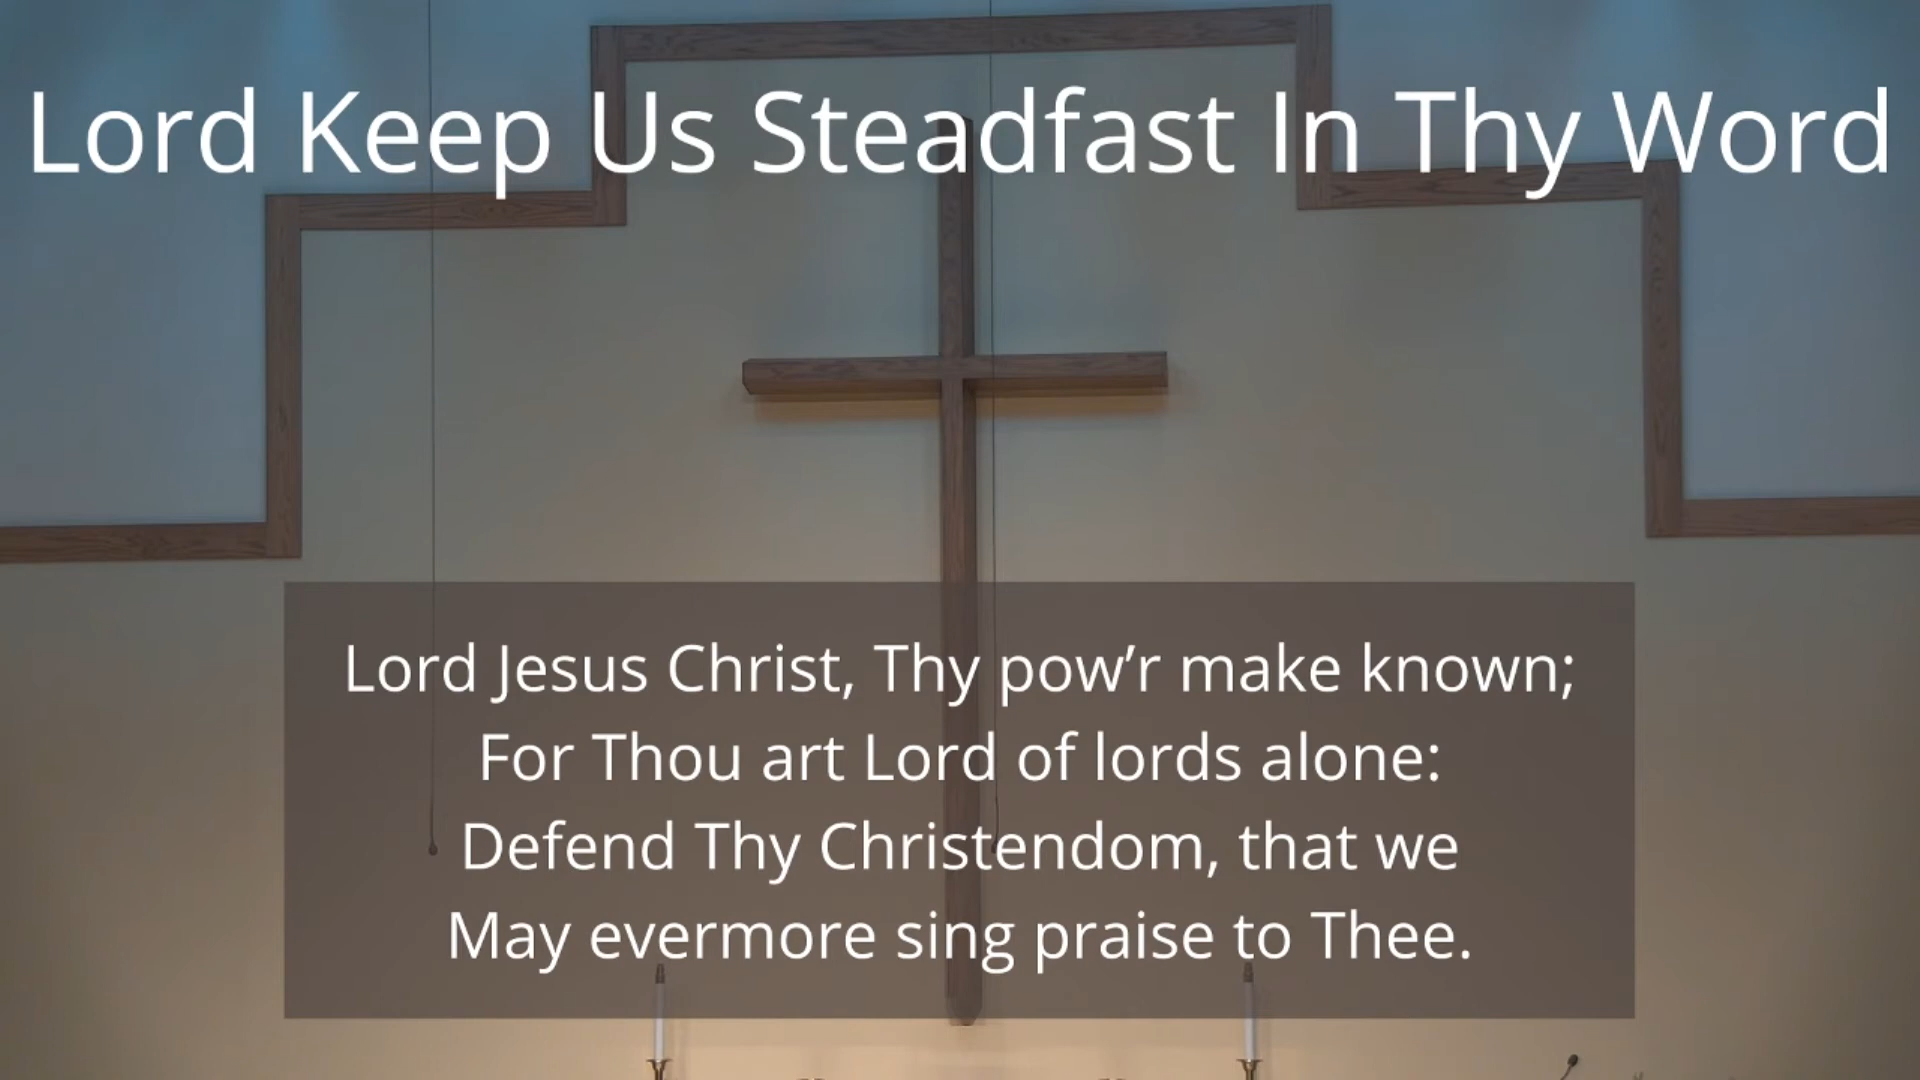 Lord Keep Us Steadfast In Thy Word
Lord Jesus Christ, Thy pow’r make known;
For Thou art Lord of lords alone:
Defend Thy Christendom, that we
May evermore sing praise to Thee.